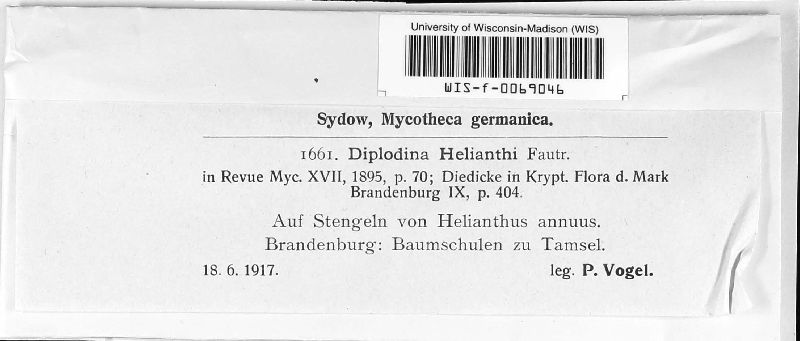 University of Wisconsin-Madison (WIS)
WIS-f-0069046
Sydow, Mycotheca germanica.
1661. Diplodina Helianthi Fautr.
in Revue Myc. XVII, 1895, p. 70; Diedicke in Krypt. Flora d. Mark
Brandenburg IX, p. 404.
Auf Stengeln von Helianthus annuus.
Brandenburg: Baumschulen zu Tamsel.
18. 6. 1917. leg. P. Vogel.